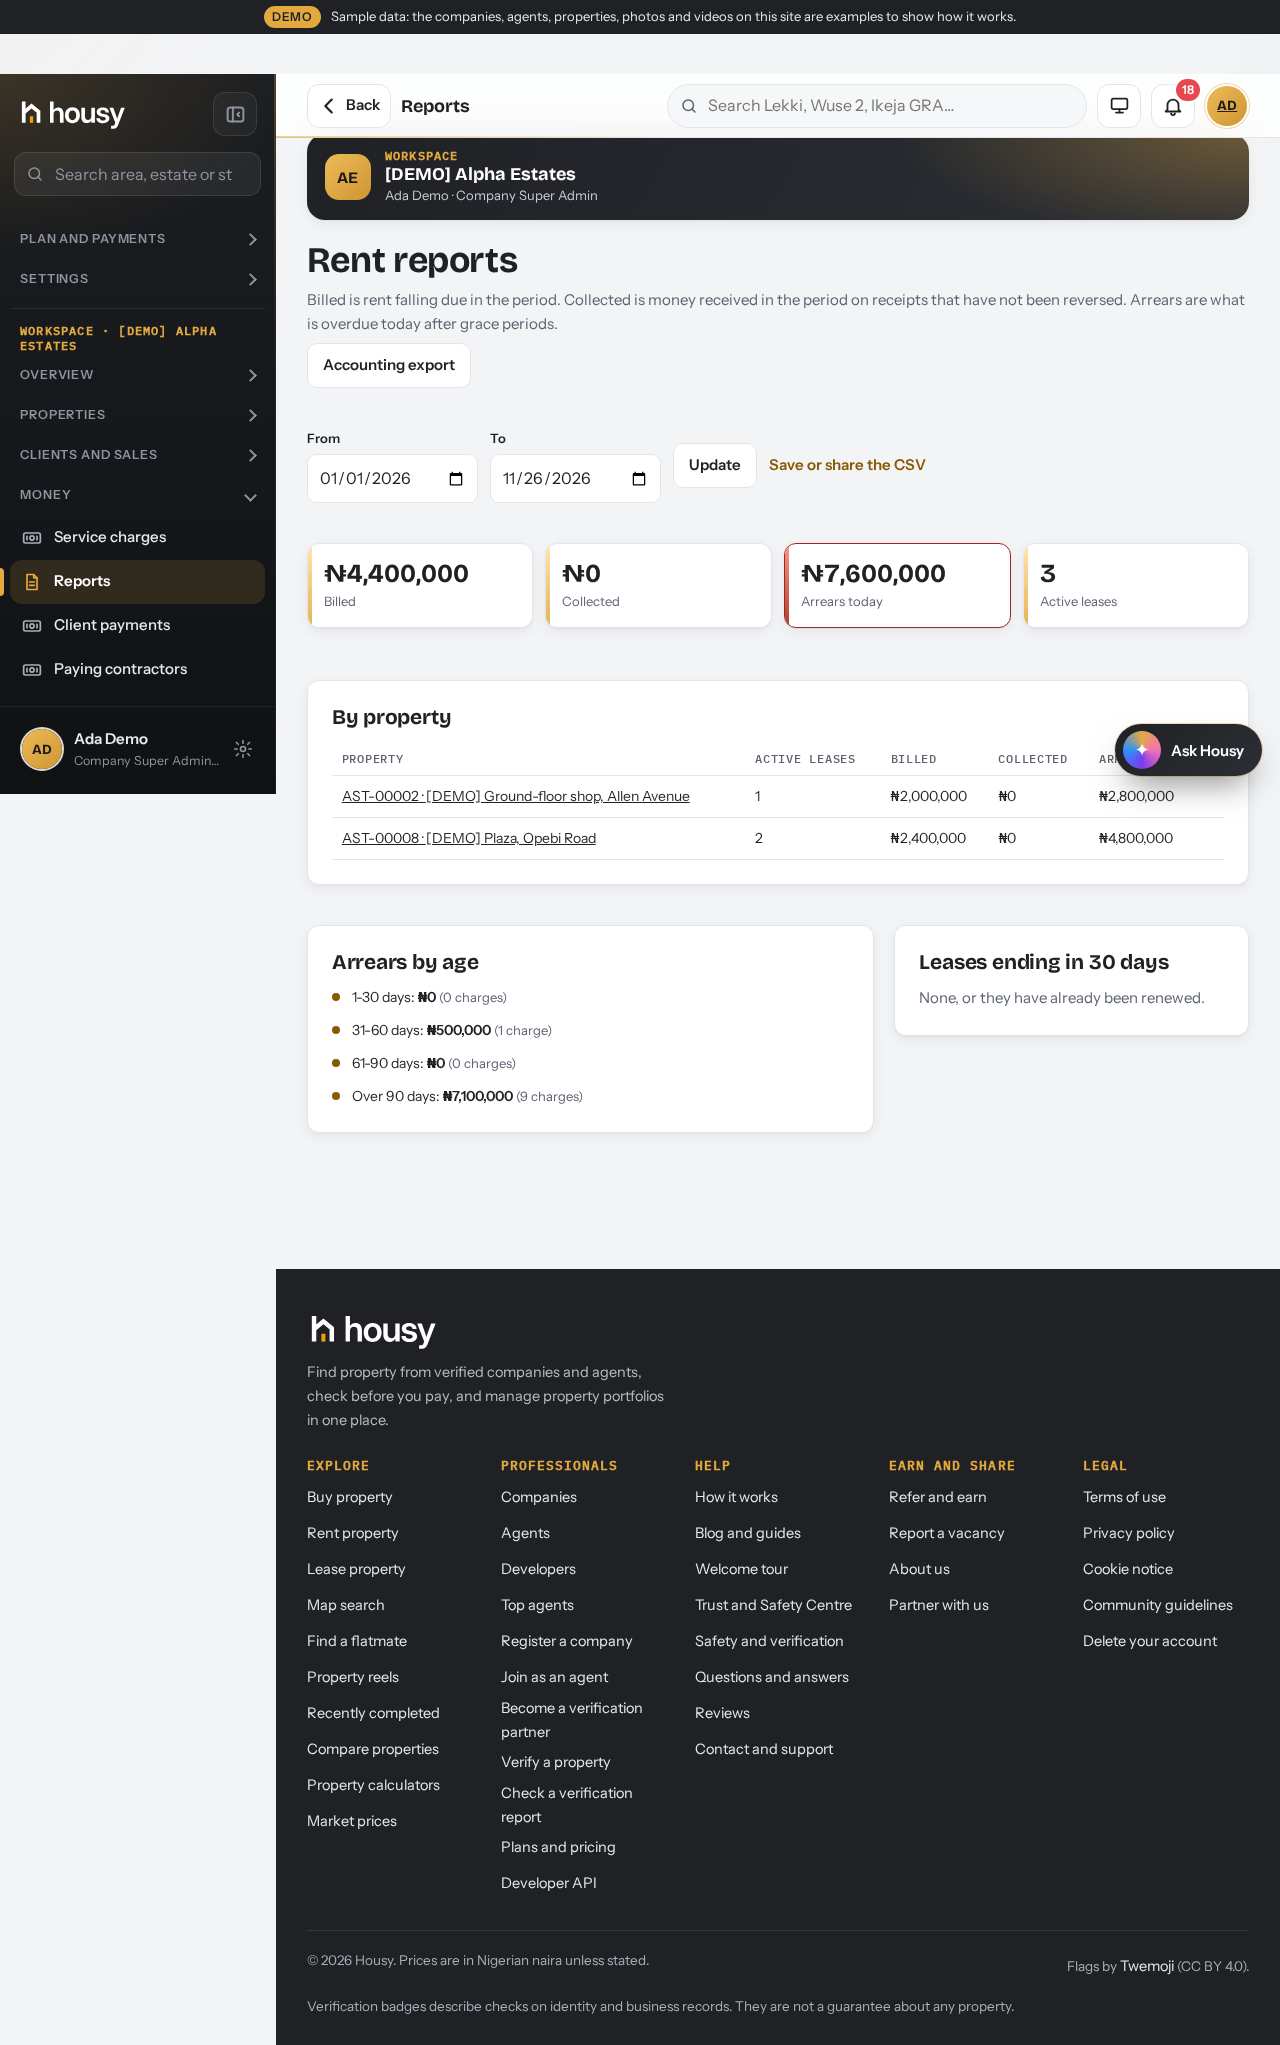 DEMO Sample data: the companies, agents, properties, photos and videos on this site are examples to show how it works.
housy
Search area, estate or st
PLAN AND PAYMENTS
SETTINGS
WORKSPACE · [DEMO] ALPHA
ESTATES
OVERVIEW
PROPERTIES
CLIENTS AND SALES
MONEY
Service charges
Reports
Client payments
Paying contractors
AD
Ada Demo
Company Super Admin...
Back
Reports
Search Lekki, Wuse 2, Ikeja GRA...
18
AD
AE
WORKSPACE
[DEMO] Alpha Estates
Ada Demo · Company Super Admin
Rent reports
Billed is rent falling due in the period. Collected is money received in the period on receipts that have not been reversed. Arrears are what
is overdue today after grace periods.
Accounting export
From
To
01/01/2026
11/26/2026
Update
Save or share the CSV
₦4,400,000
Billed
₦0
Collected
₦7,600,000
Arrears today
3
Active leases
By property
PROPERTY ACTIVE LEASES BILLED COLLECTED
AST-00002 · [DEMO] Ground-floor shop, Allen Avenue 1 ₦2,000,000 ₦0 ₦2,800,000
AST-00008 · [DEMO] Plaza, Opebi Road 2 ₦2,400,000 ₦0 ₦4,800,000
Ask Housy
Arrears by age
1-30 days: ₦0 (0 charges)
31-60 days: ₦500,000 (1 charge)
61-90 days: ₦0 (0 charges)
Over 90 days: ₦7,100,000 (9 charges)
Leases ending in 30 days
None, or they have already been renewed.
housy
Find property from verified companies and agents,
check before you pay, and manage property portfolios
in one place.
EXPLORE
Buy property
Rent property
Lease property
Map search
Find a flatmate
Property reels
Recently completed
Compare properties
Property calculators
Market prices
PROFESSIONALS
Companies
Agents
Developers
Top agents
Register a company
Join as an agent
Become a verification
partner
Verify a property
Check a verification
report
Plans and pricing
Developer API
HELP
How it works
Blog and guides
Welcome tour
Trust and Safety Centre
Safety and verification
Questions and answers
Reviews
Contact and support
EARN AND SHARE
Refer and earn
Report a vacancy
About us
Partner with us
LEGAL
Terms of use
Privacy policy
Cookie notice
Community guidelines
Delete your account
© 2026 Housy. Prices are in Nigerian naira unless stated.
Flags by Twemoji (CC BY 4.0).
Verification badges describe checks on identity and business records. They are not a guarantee about any property.